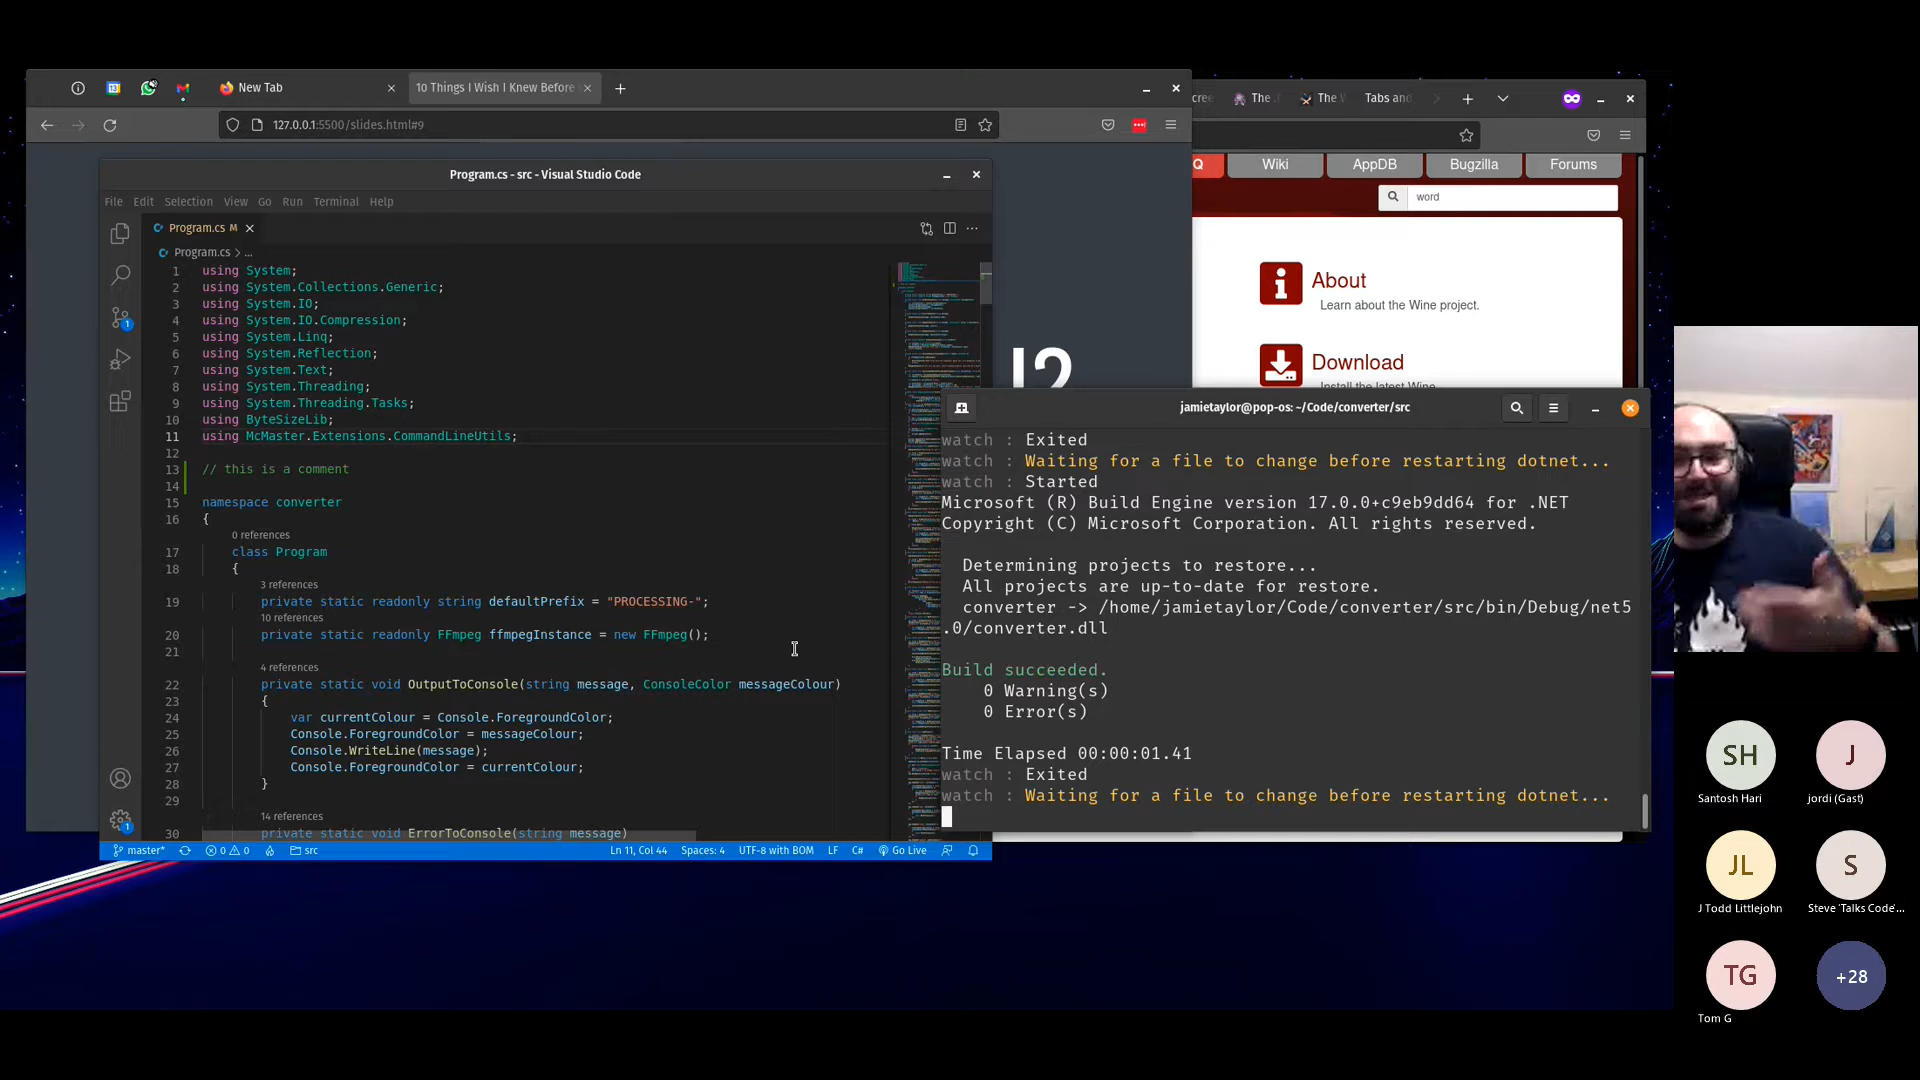 New Tab
10 Things I Wish I Knew Before
127.0.0.1:5500/slides.html#9
Program.cs - src - Visual Studio Code
File Edit Selection View Go Run Terminal Help
Program.cs M
Program.cs > ...
1 using System;
2 using System.Collections.Generic;
3 using System.IO;
4 using System.IO.Compression;
5 using System.Linq;
6 using System.Reflection;
7 using System.Text;
8 using System.Threading;
9 using System.Threading.Tasks;
10 using ByteSizeLib;
11 using McMaster.Extensions.CommandLineUtils;
12
13 // this is a comment
14
15 namespace converter
16 {
0 references
17 class Program
18 {
3 references
19 private static readonly string defaultPrefix = "PROCESSING-";
10 references
20 private static readonly FFmpeg ffmpegInstance = new FFmpeg();
21
4 references
22 private static void OutputToConsole(string message, ConsoleColor messageColour)
23 {
24 var currentColour = Console.ForegroundColor;
25 Console.ForegroundColor = messageColour;
26 Console.WriteLine(message);
27 Console.ForegroundColor = currentColour;
28 }
29
14 references
30 private static void ErrorToConsole(string message)
master* 0 0 src Ln 11, Col 44 Spaces: 4 UTF-8 with BOM LF C# Go Live
The The Tabs and
Wiki AppDB Bugzilla Forums
word
About
Learn about the Wine project.
Download
Install the latest Wine.
jamietaylor@pop-os: ~/Code/converter/src
watch : Exited
watch : Waiting for a file to change before restarting dotnet...
watch : Started
Microsoft (R) Build Engine version 17.0.0+c9eb9dd64 for .NET
Copyright (C) Microsoft Corporation. All rights reserved.
Determining projects to restore...
All projects are up-to-date for restore.
converter -> /home/jamietaylor/Code/converter/src/bin/Debug/net5
.0/converter.dll
Build succeeded.
0 Warning(s)
0 Error(s)
Time Elapsed 00:00:01.41
watch : Exited
watch : Waiting for a file to change before restarting dotnet...
SH
Santosh Hari
J
jordi (Gast)
JL
J Todd Littlejohn
S
Steve 'Talks Code'...
TG
Tom G
+28